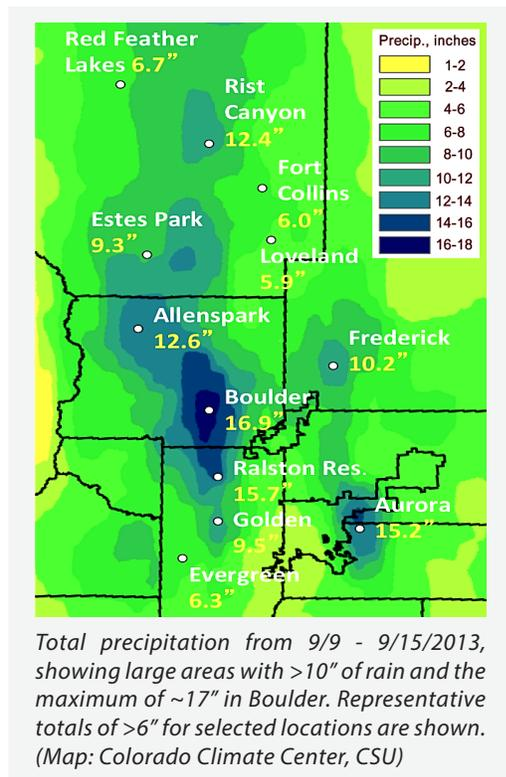 Red Feather
Lakes 6.7”
Precip., inches
1-2
2-4
4-6
6-8
8-10
10-12
12-14
14-16
16-18
Rist
Canyon
12.4”
Fort
Collins
6.0”
Estes Park
9.3”
Loveland
5.9”
Allenspark
12.6”
Frederick
10.2”
Boulder
16.9”
Ralston Res.
15.7”
Aurora
15.2”
Golden
9.5”
Evergreen
6.3”
Total precipitation from 9/9 - 9/15/2013,
showing large areas with >10” of rain and the
maximum of ~17” in Boulder. Representative
totals of >6” for selected locations are shown.
(Map: Colorado Climate Center, CSU)